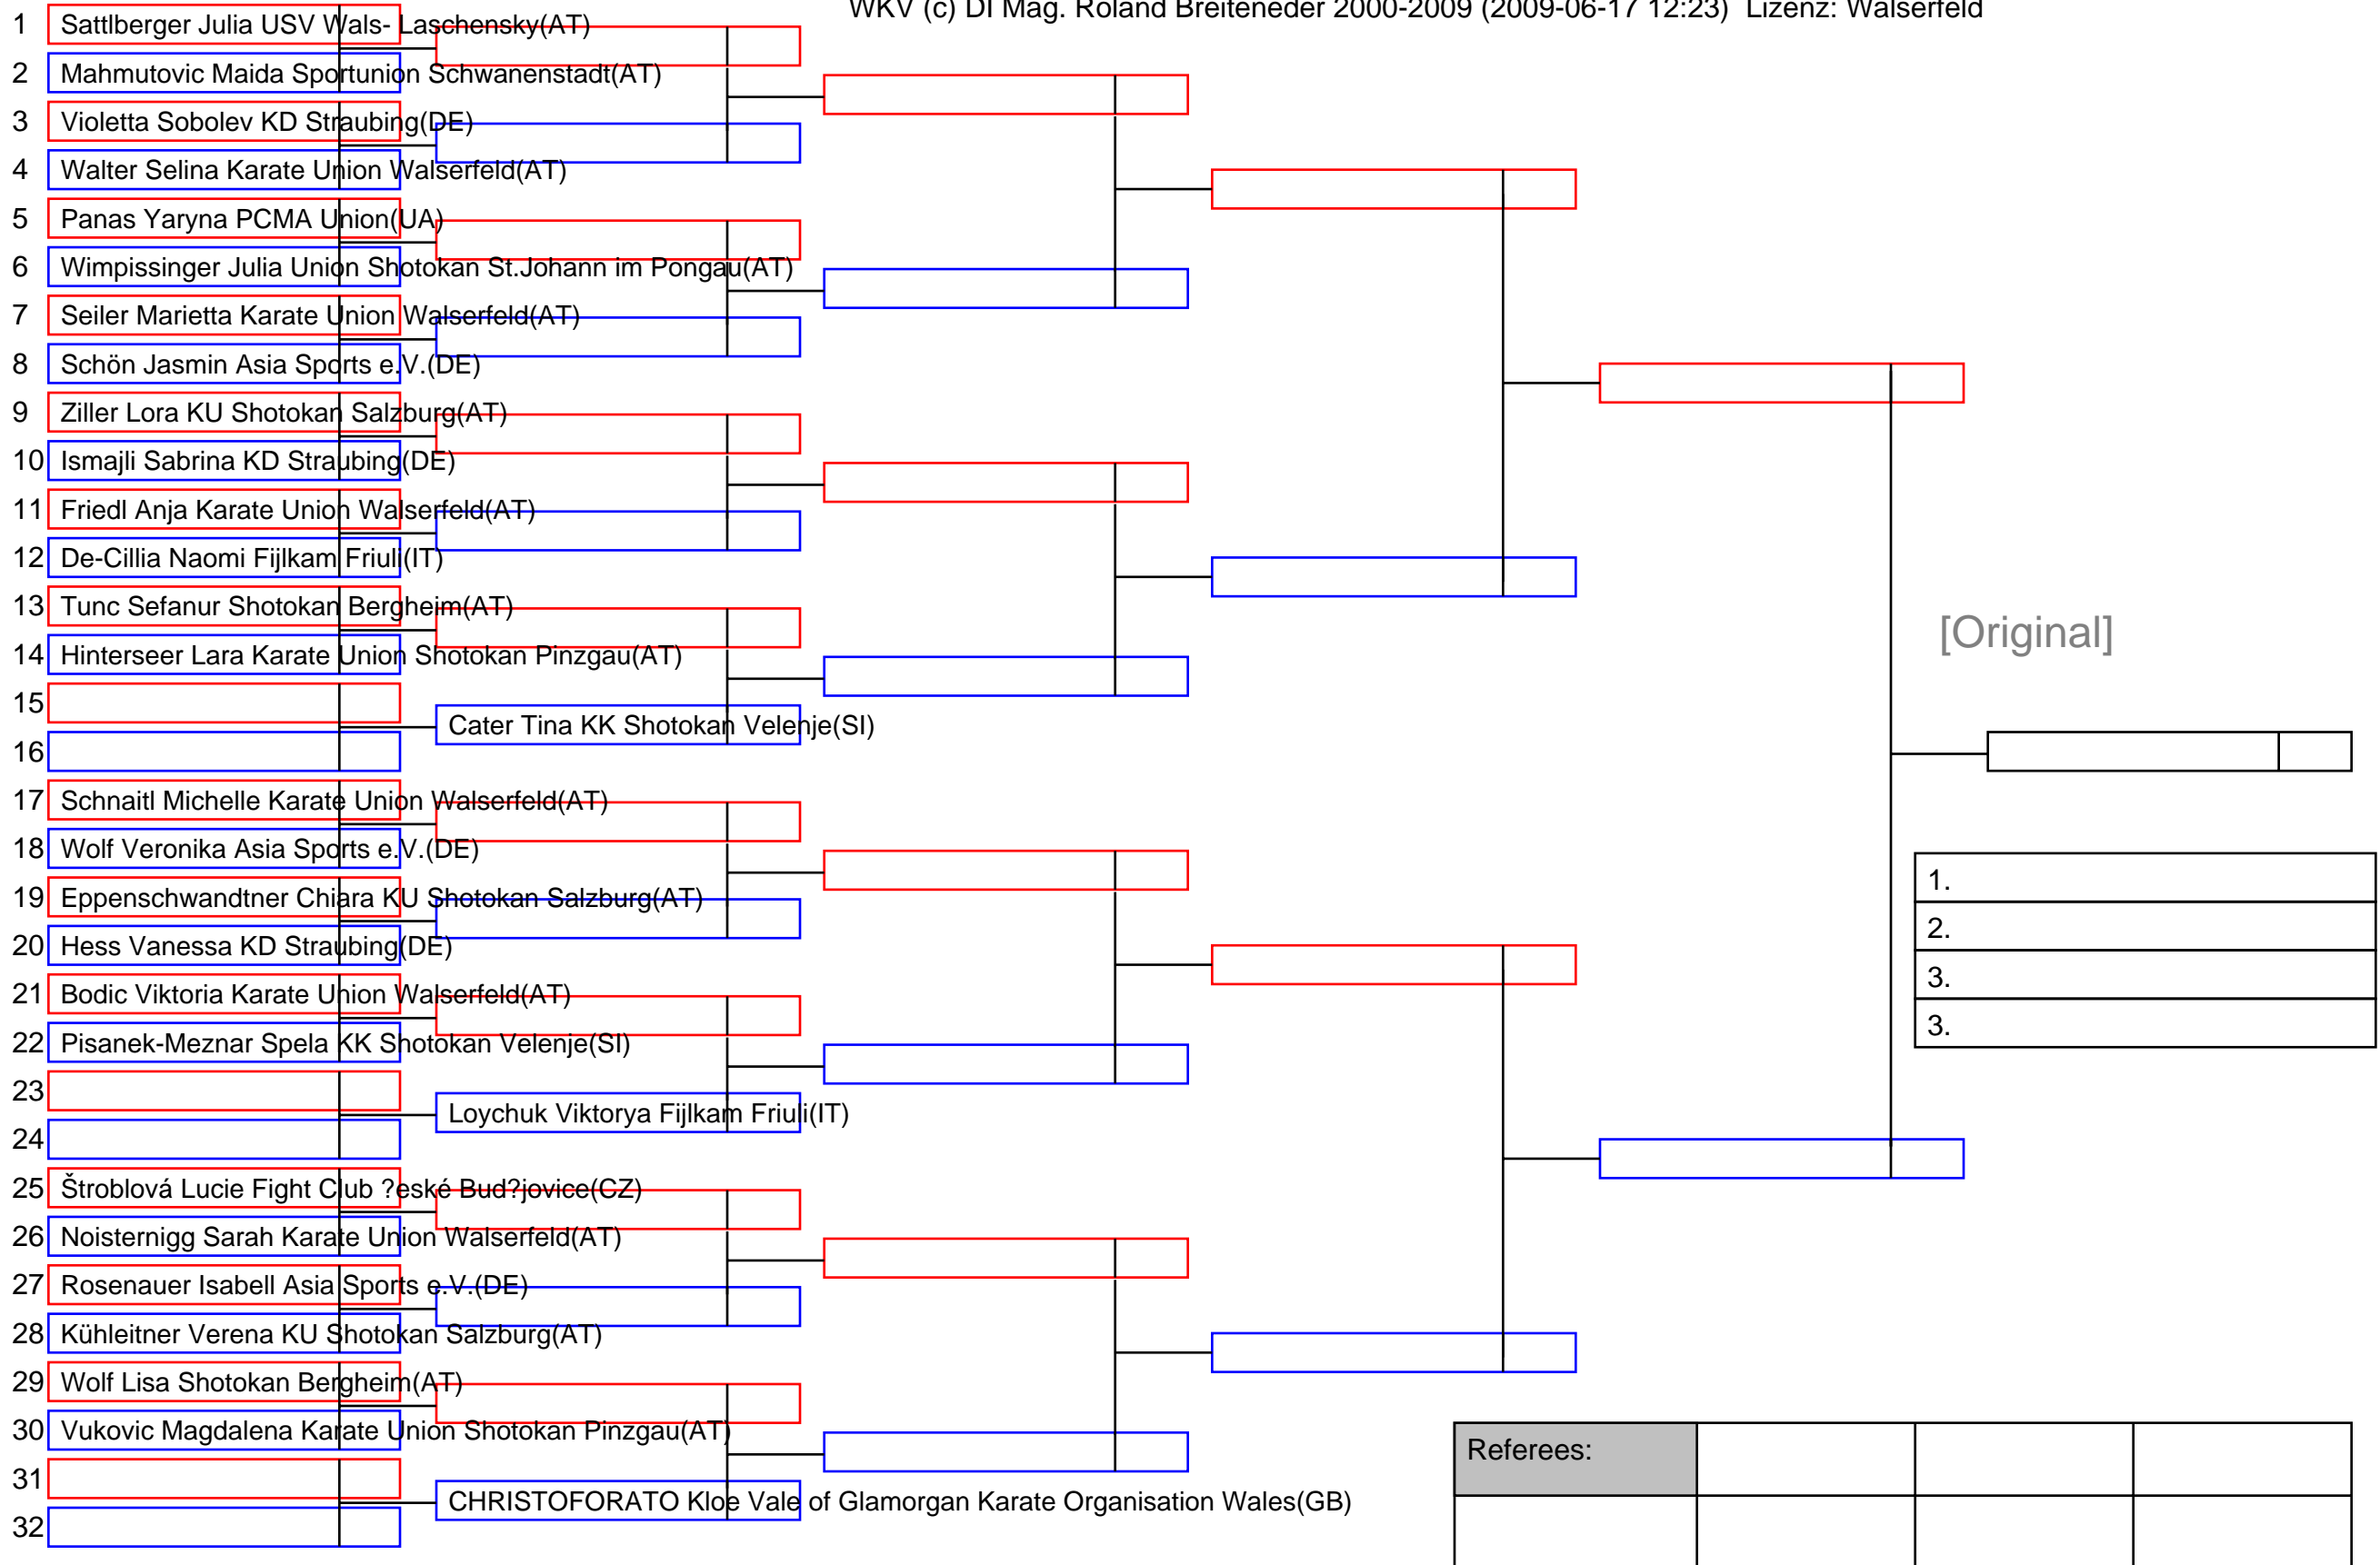 WKV (c) DI Mag. Roland Breiteneder 2000-2009 (2009-06-17 12:23)  Lizenz: Walserfeld
1 Sattlberger Julia USV Wals- Laschensky(AT)
2 Mahmutovic Maida Sportunion Schwanenstadt(AT)
3 Violetta Sobolev KD Straubing(DE)
4 Walter Selina Karate Union Walserfeld(AT)
5 Panas Yaryna PCMA Union(UA)
6 Wimpissinger Julia Union Shotokan St.Johann im Pongau(AT)
7 Seiler Marietta Karate Union Walserfeld(AT)
8 Schön Jasmin Asia Sports e.V.(DE)
9 Ziller Lora KU Shotokan Salzburg(AT)
10 Ismajli Sabrina KD Straubing(DE)
11 Friedl Anja Karate Union Walserfeld(AT)
12 De-Cillia Naomi Fijlkam Friuli(IT)
13 Tunc Sefanur Shotokan Bergheim(AT)
[Original]
14 Hinterseer Lara Karate Union Shotokan Pinzgau(AT)
15
Cater Tina KK Shotokan Velenje(SI)
16
17 Schnaitl Michelle Karate Union Walserfeld(AT)
18 Wolf Veronika Asia Sports e.V.(DE)
19 Eppenschwandtner Chiara KU Shotokan Salzburg(AT)
20 Hess Vanessa KD Straubing(DE)
21 Bodic Viktoria Karate Union Walserfeld(AT)
22 Pisanek-Meznar Spela KK Shotokan Velenje(SI)
23
Loychuk Viktorya Fijlkam Friuli(IT)
24
25 Štroblová Lucie Fight Club ?eské Bud?jovice(CZ)
26 Noisternigg Sarah Karate Union Walserfeld(AT)
27 Rosenauer Isabell Asia Sports e.V.(DE)
28 Kühleitner Verena KU Shotokan Salzburg(AT)
29 Wolf Lisa Shotokan Bergheim(AT)
30 Vukovic Magdalena Karate Union Shotokan Pinzgau(AT)
31
CHRISTOFORATO Kloe Vale of Glamorgan Karate Organisation Wales(GB)
32
1.
2.
3.
3.
Referees: